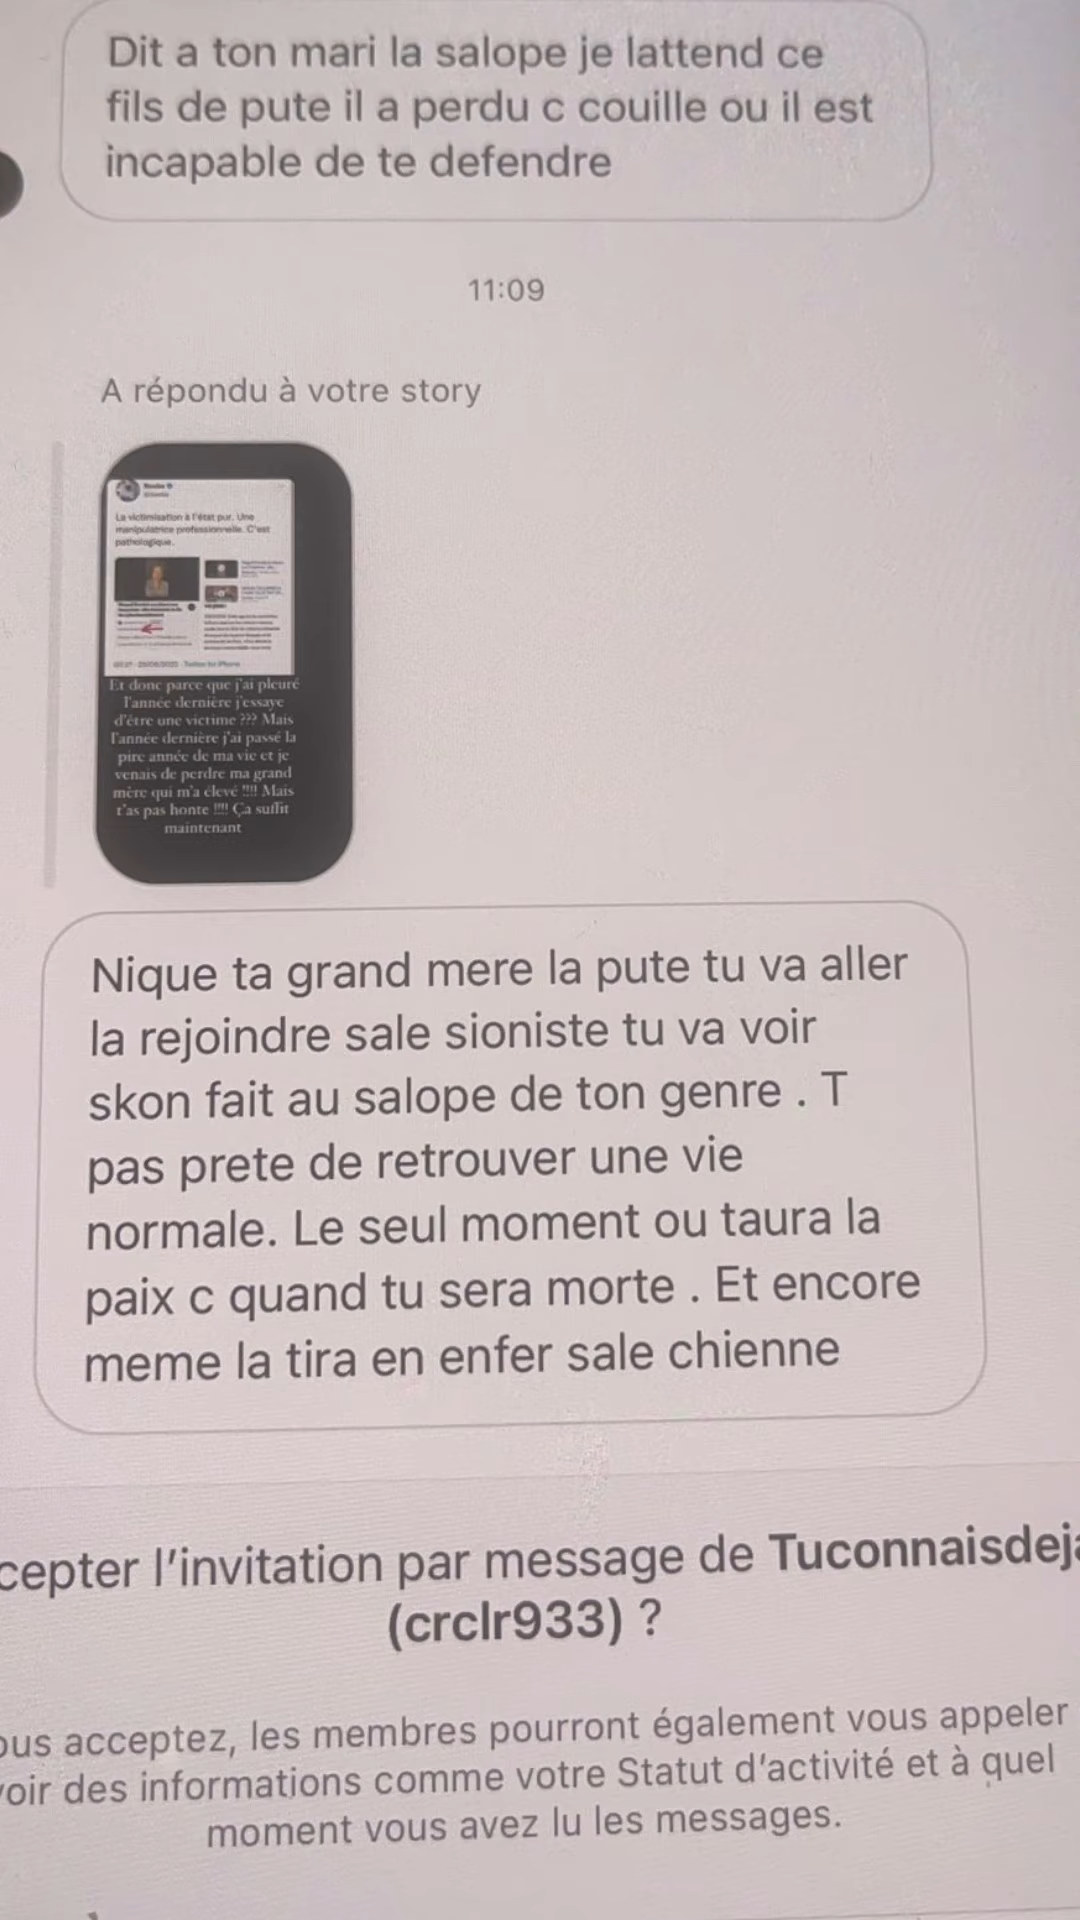 Dit a ton mari la salope je lattend ce
fils de pute il a perdu c couille ou il est
incapable de te defendre
11:09
A répondu à votre story
La victimisation à l'état pur. Une
manipulatrice professionnelle. C'est
pathologique.
Et donc parce que j'ai pleuré
l'année dernière j'essaye
d'être une victime ??? Mais
l'année dernière j'ai passé la
pire année de ma vie et je
venais de perdre ma grand
mère qui m'a élevé !!!! Mais
t'as pas honte !!!! Ça suffit
maintenant
Nique ta grand mere la pute tu va aller
la rejoindre sale sioniste tu va voir
skon fait au salope de ton genre . T
pas prete de retrouver une vie
normale. Le seul moment ou taura la
paix c quand tu sera morte . Et encore
meme la tira en enfer sale chienne
cepter l'invitation par message de Tuconnaisdeja
(crclr933) ?
ous acceptez, les membres pourront également vous appeler
voir des informations comme votre Statut d'activité et à quel
moment vous avez lu les messages.